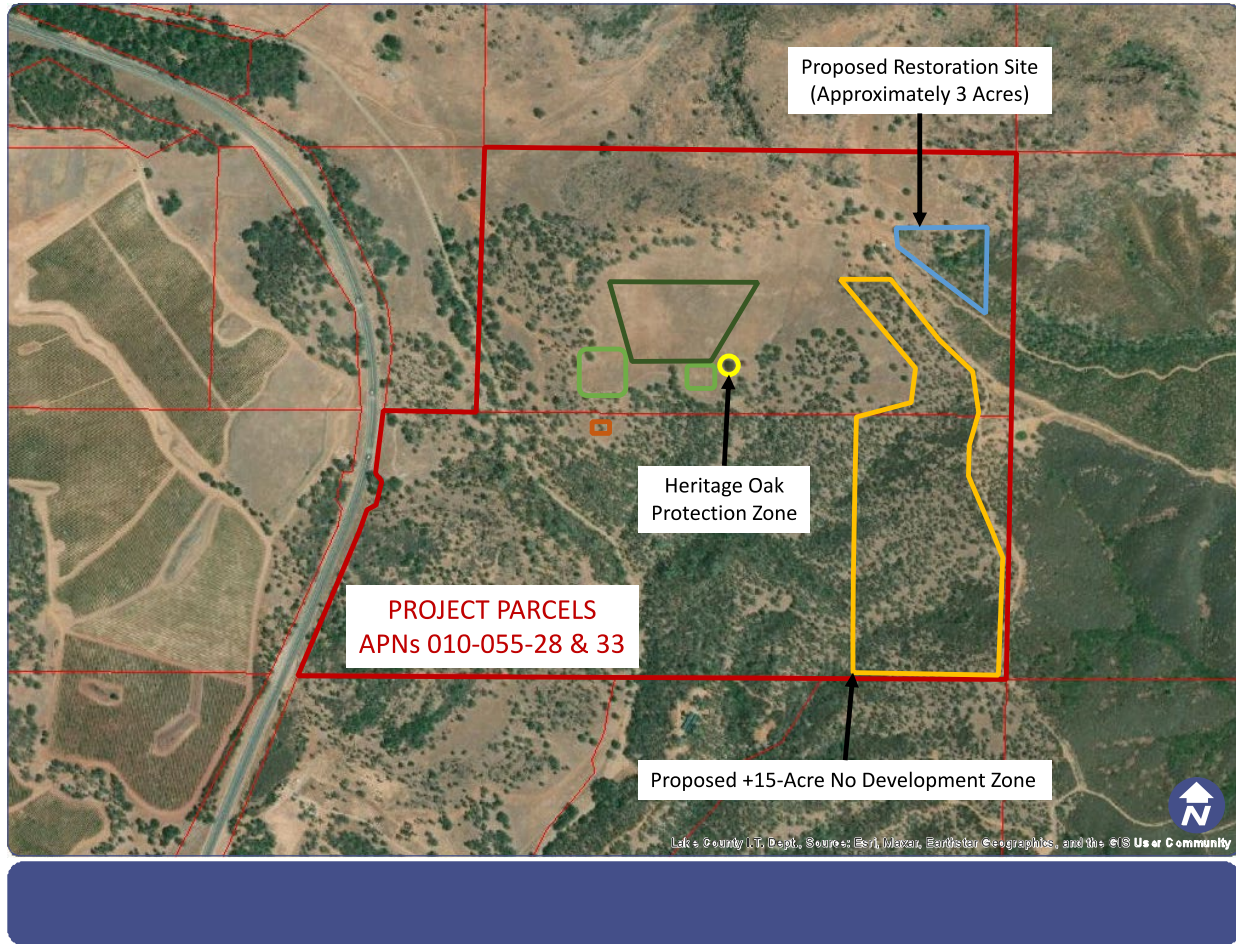 Proposed Restoration Site
(Approximately 3 Acres)
Heritage Oak
Protection Zone
PROJECT PARCELS
APNs 010-055-28 & 33
Proposed +15-Acre No Development Zone
N
Lake County I.T. Dept., Source: Esri, Maxar, Earthstar Geographics, and the GIS User Community